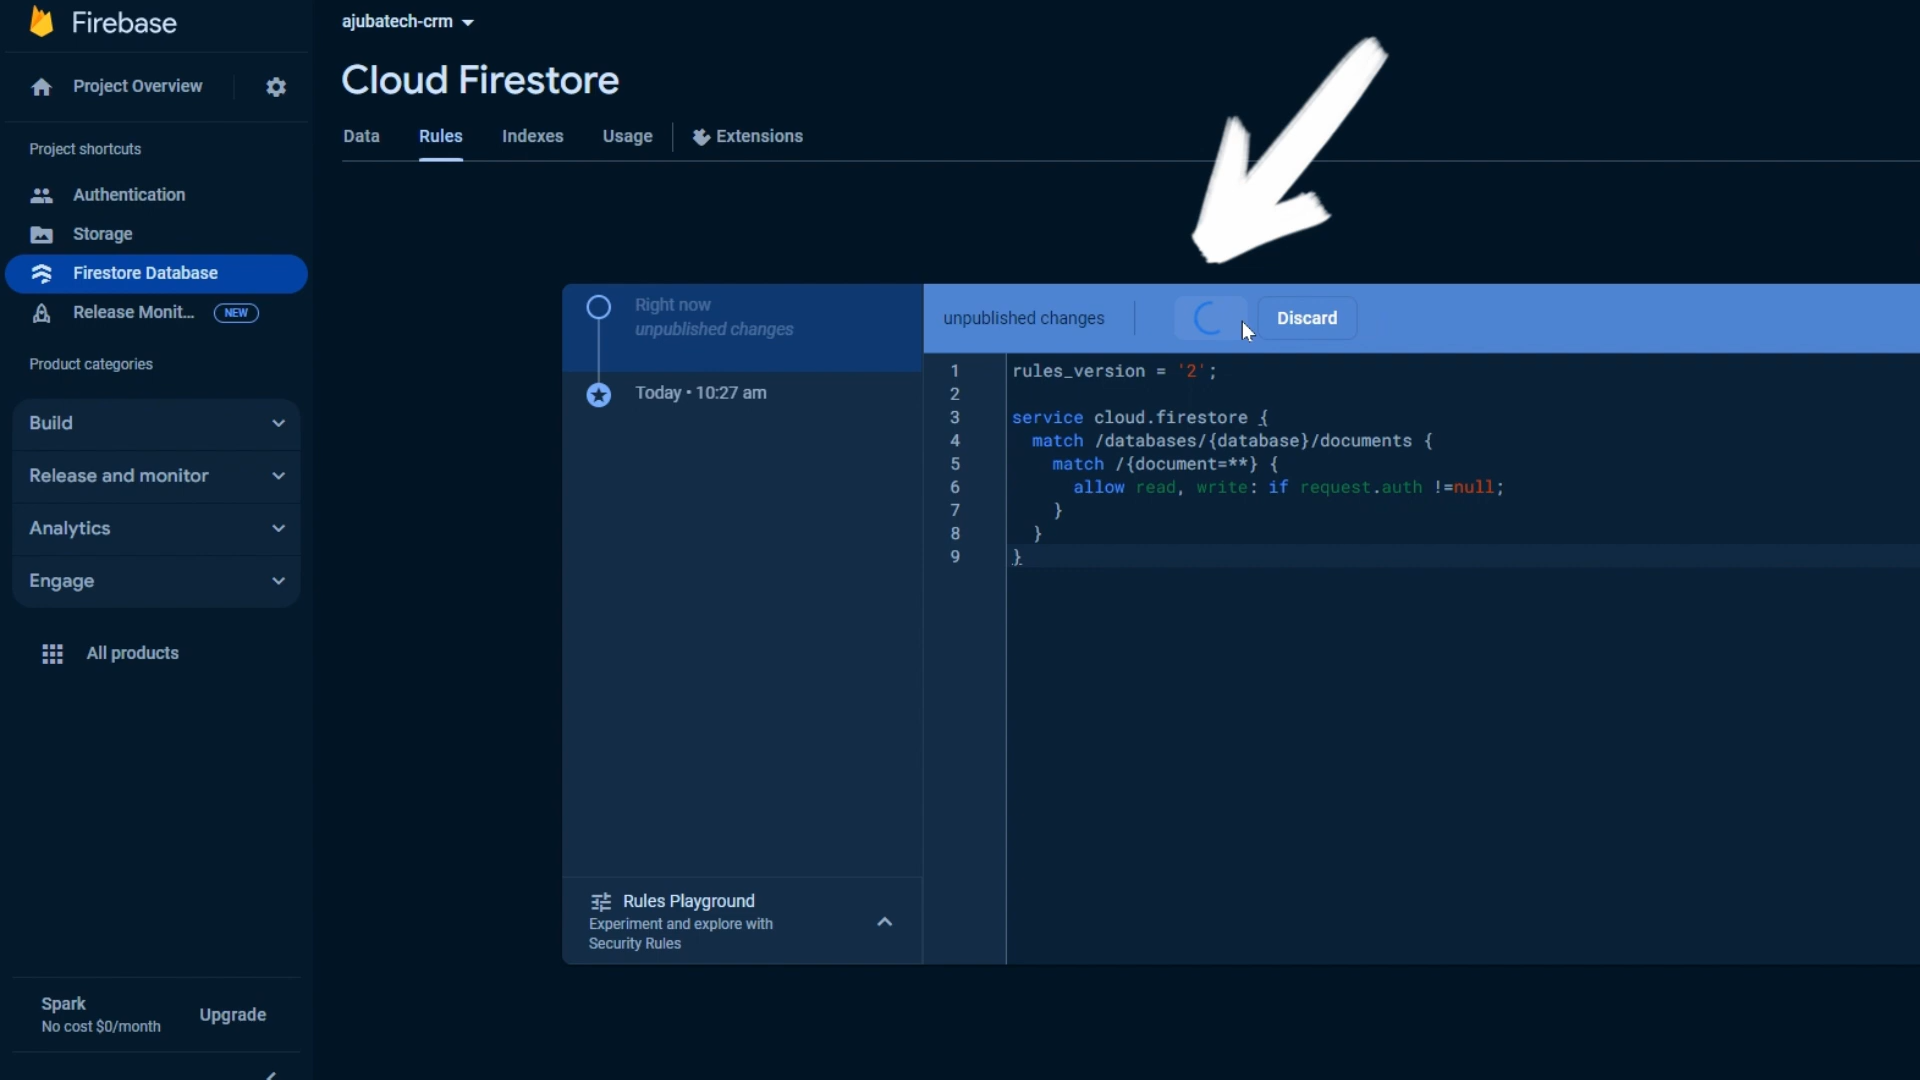 Firebase
ajubatech-crm
Project Overview
Cloud Firestore
Data
Rules
Indexes
Usage
Extensions
Project shortcuts
Authentication
Storage
Firestore Database
Release Monit...
NEW
Product categories
Build
Release and monitor
Analytics
Engage
All products
Spark
No cost $0/month
Upgrade
Right now
unpublished changes
Today • 10:27 am
Rules Playground
Experiment and explore with
Security Rules
unpublished changes
Discard
1 rules_version = '2';
2
3 service cloud.firestore {
4   match /databases/{database}/documents {
5     match /{document=**} {
6       allow read, write: if request.auth !=null;
7     }
8   }
9 }